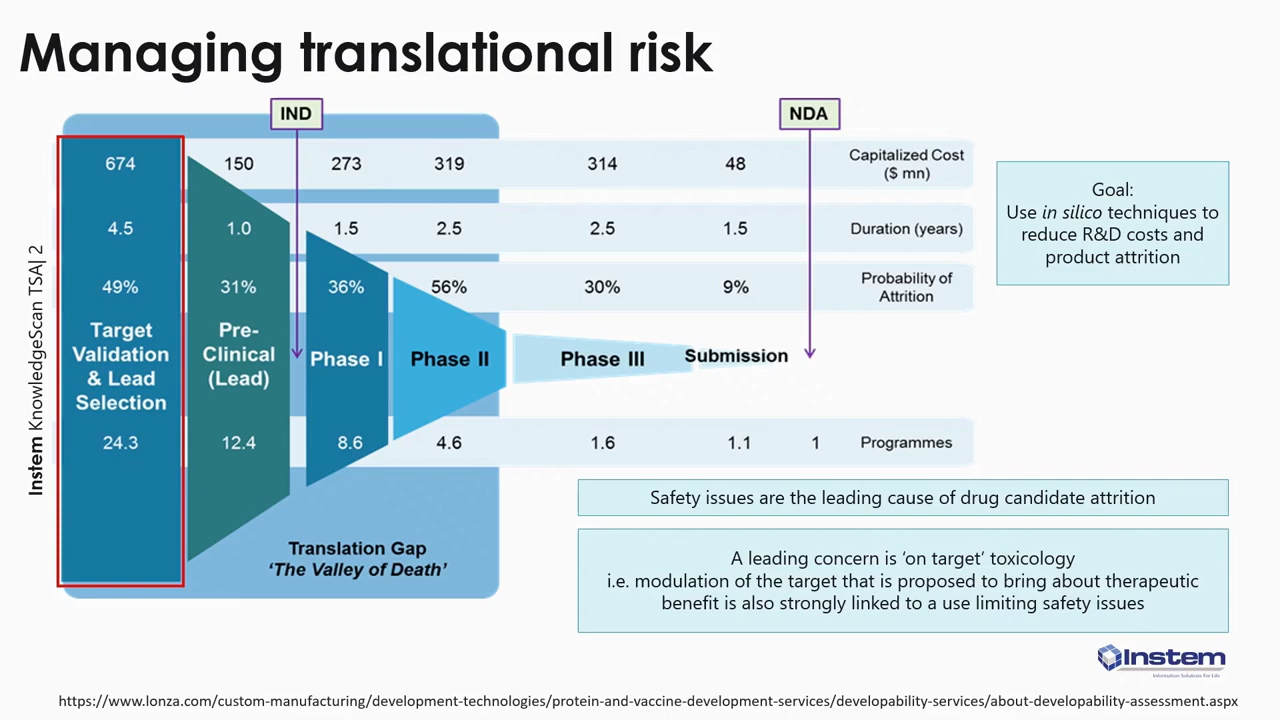 Managing translational risk
IND
NDA
674 150 273 319 314 48 Capitalized Cost
($ mn)
4.5 1.0 1.5 2.5 2.5 1.5 Duration (years)
49% 31% 36% 56% 30% 9% Probability of
Attrition
Target
Validation
& Lead
Selection
Pre-
Clinical
(Lead)
Phase I
Phase II
Phase III
Submission
24.3 12.4 8.6 4.6 1.6 1.1 1 Programmes
Translation Gap
‘The Valley of Death’
Goal:
Use in silico techniques to
reduce R&D costs and
product attrition
Safety issues are the leading cause of drug candidate attrition
A leading concern is ‘on target’ toxicology
i.e. modulation of the target that is proposed to bring about therapeutic
benefit is also strongly linked to a use limiting safety issues
Instem KnowledgeScan TSA| 2
Instem
Information Solutions For Life
https://www.lonza.com/custom-manufacturing/development-technologies/protein-and-vaccine-development-services/developability-services/about-developability-assessment.aspx